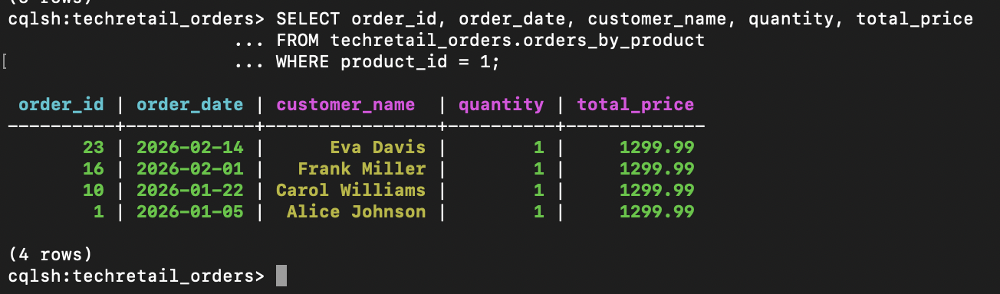 (6 rows)
cqlsh:techretail_orders> SELECT order_id, order_date, customer_name, quantity, total_price
... FROM techretail_orders.orders_by_product
[ ... WHERE product_id = 1;
order_id | order_date | customer_name | quantity | total_price
----------+------------+----------------+----------+-------------
23 | 2026-02-14 | Eva Davis | 1 | 1299.99
16 | 2026-02-01 | Frank Miller | 1 | 1299.99
10 | 2026-01-22 | Carol Williams | 1 | 1299.99
1 | 2026-01-05 | Alice Johnson | 1 | 1299.99
(4 rows)
cqlsh:techretail_orders>